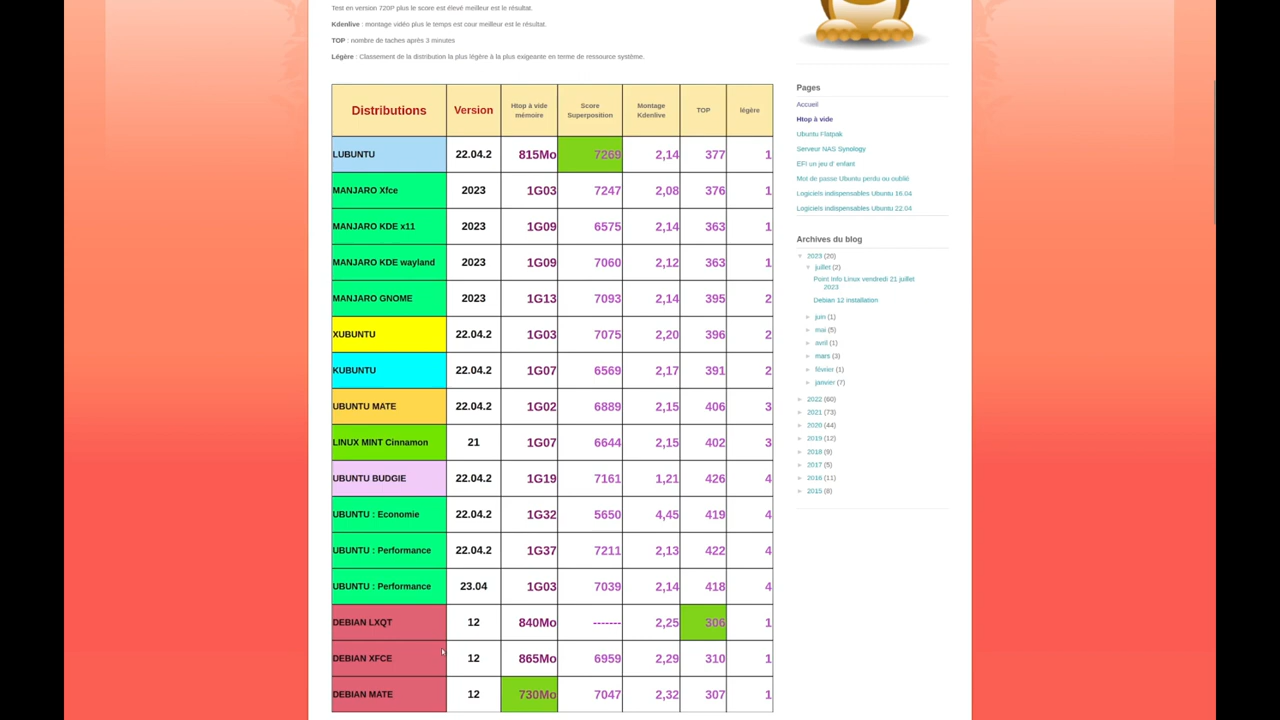 Test en version 720P plus le score est élevé meilleur est le résultat.
Kdenlive : montage vidéo plus le temps est cour meilleur est le résultat.
TOP : nombre de taches après 3 minutes
Légère : Classement de la distribution la plus légère à la plus exigeante en terme de ressource système.
Distributions Version Htop à vide mémoire Score Superposition Montage Kdenlive TOP légère
LUBUNTU 22.04.2 815Mo 7269 2,14 377 1
MANJARO Xfce 2023 1G03 7247 2,08 376 1
MANJARO KDE x11 2023 1G09 6575 2,14 363 1
MANJARO KDE wayland 2023 1G09 7060 2,12 363 1
MANJARO GNOME 2023 1G13 7093 2,14 395 2
XUBUNTU 22.04.2 1G03 7075 2,20 396 2
KUBUNTU 22.04.2 1G07 6569 2,17 391 2
UBUNTU MATE 22.04.2 1G02 6889 2,15 406 3
LINUX MINT Cinnamon 21 1G07 6644 2,15 402 3
UBUNTU BUDGIE 22.04.2 1G19 7161 1,21 426 4
UBUNTU : Economie 22.04.2 1G32 5650 4,45 419 4
UBUNTU : Performance 22.04.2 1G37 7211 2,13 422 4
UBUNTU : Performance 23.04 1G03 7039 2,14 418 4
DEBIAN LXQT 12 840Mo ------- 2,25 306 1
DEBIAN XFCE 12 865Mo 6959 2,29 310 1
DEBIAN MATE 12 730Mo 7047 2,32 307 1
Pages
Accueil
Htop à vide
Ubuntu Flatpak
Serveur NAS Synology
EFI un jeu d' enfant
Mot de passe Ubuntu perdu ou oublié
Logiciels indispensables Ubuntu 16.04
Logiciels indispensables Ubuntu 22.04
Archives du blog
▼ 2023 (20)
▼ juillet (2)
Point Info Linux vendredi 21 juillet
2023
Debian 12 installation
► juin (1)
► mai (5)
► avril (1)
► mars (3)
► février (1)
► janvier (7)
► 2022 (60)
► 2021 (73)
► 2020 (44)
► 2019 (12)
► 2018 (9)
► 2017 (5)
► 2016 (11)
► 2015 (8)